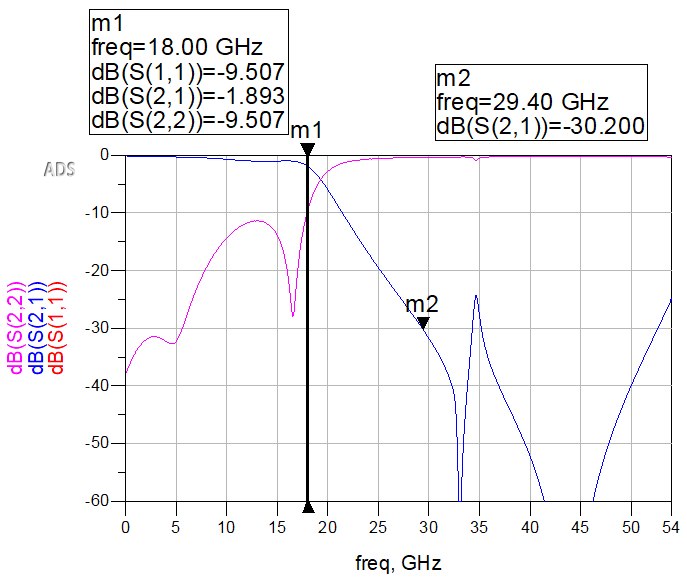 m1
freq=18.00 GHz
dB(S(1,1))=-9.507
dB(S(2,1))=-1.893
dB(S(2,2))=-9.507
m2
freq=29.40 GHz
dB(S(2,1))=-30.200
m1
ADS
0
-10
-20
-30
-40
-50
-60
m2
dB(S(2,2))
dB(S(2,1))
dB(S(1,1))
0 5 10 15 20 25 30 35 40 45 50 54
freq, GHz